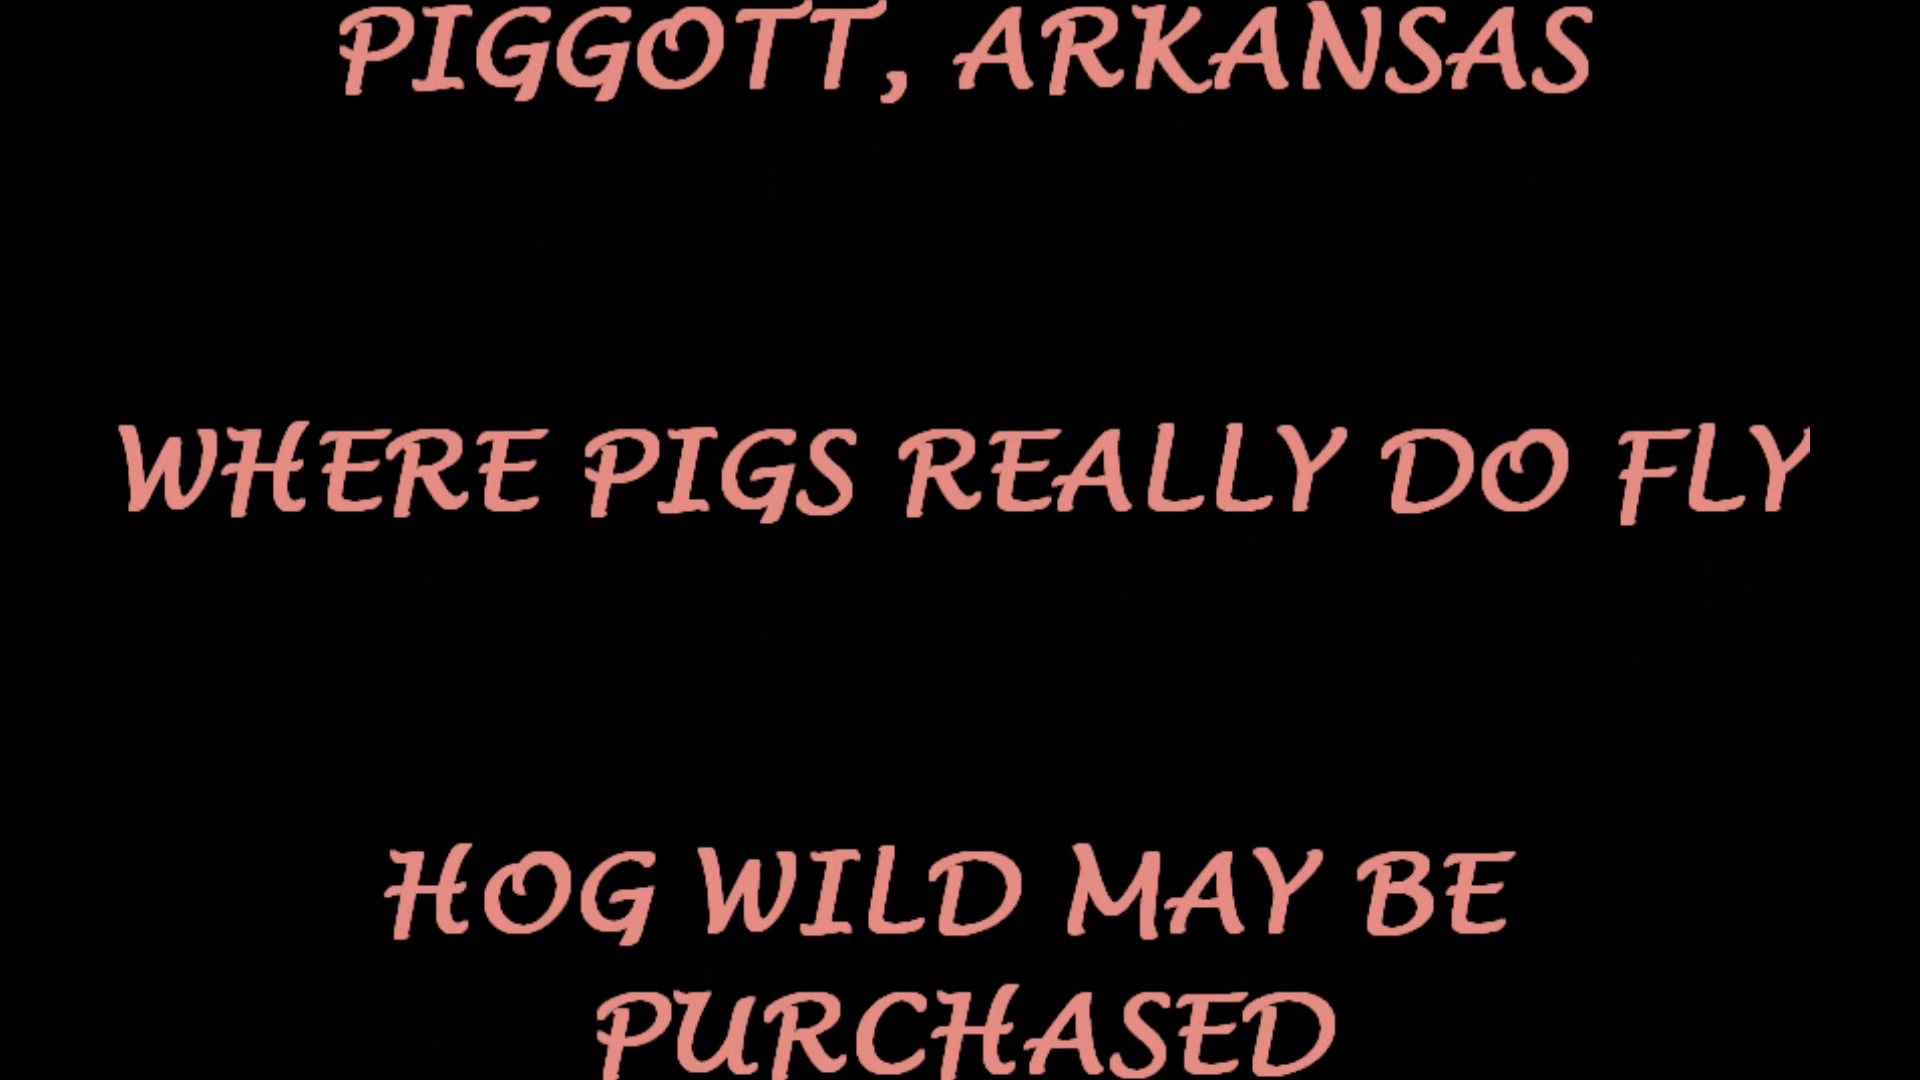 PIGGOTT, ARKANSAS
WHERE PIGS REALLY DO FLY
HOG WILD MAY BE
PURCHASED